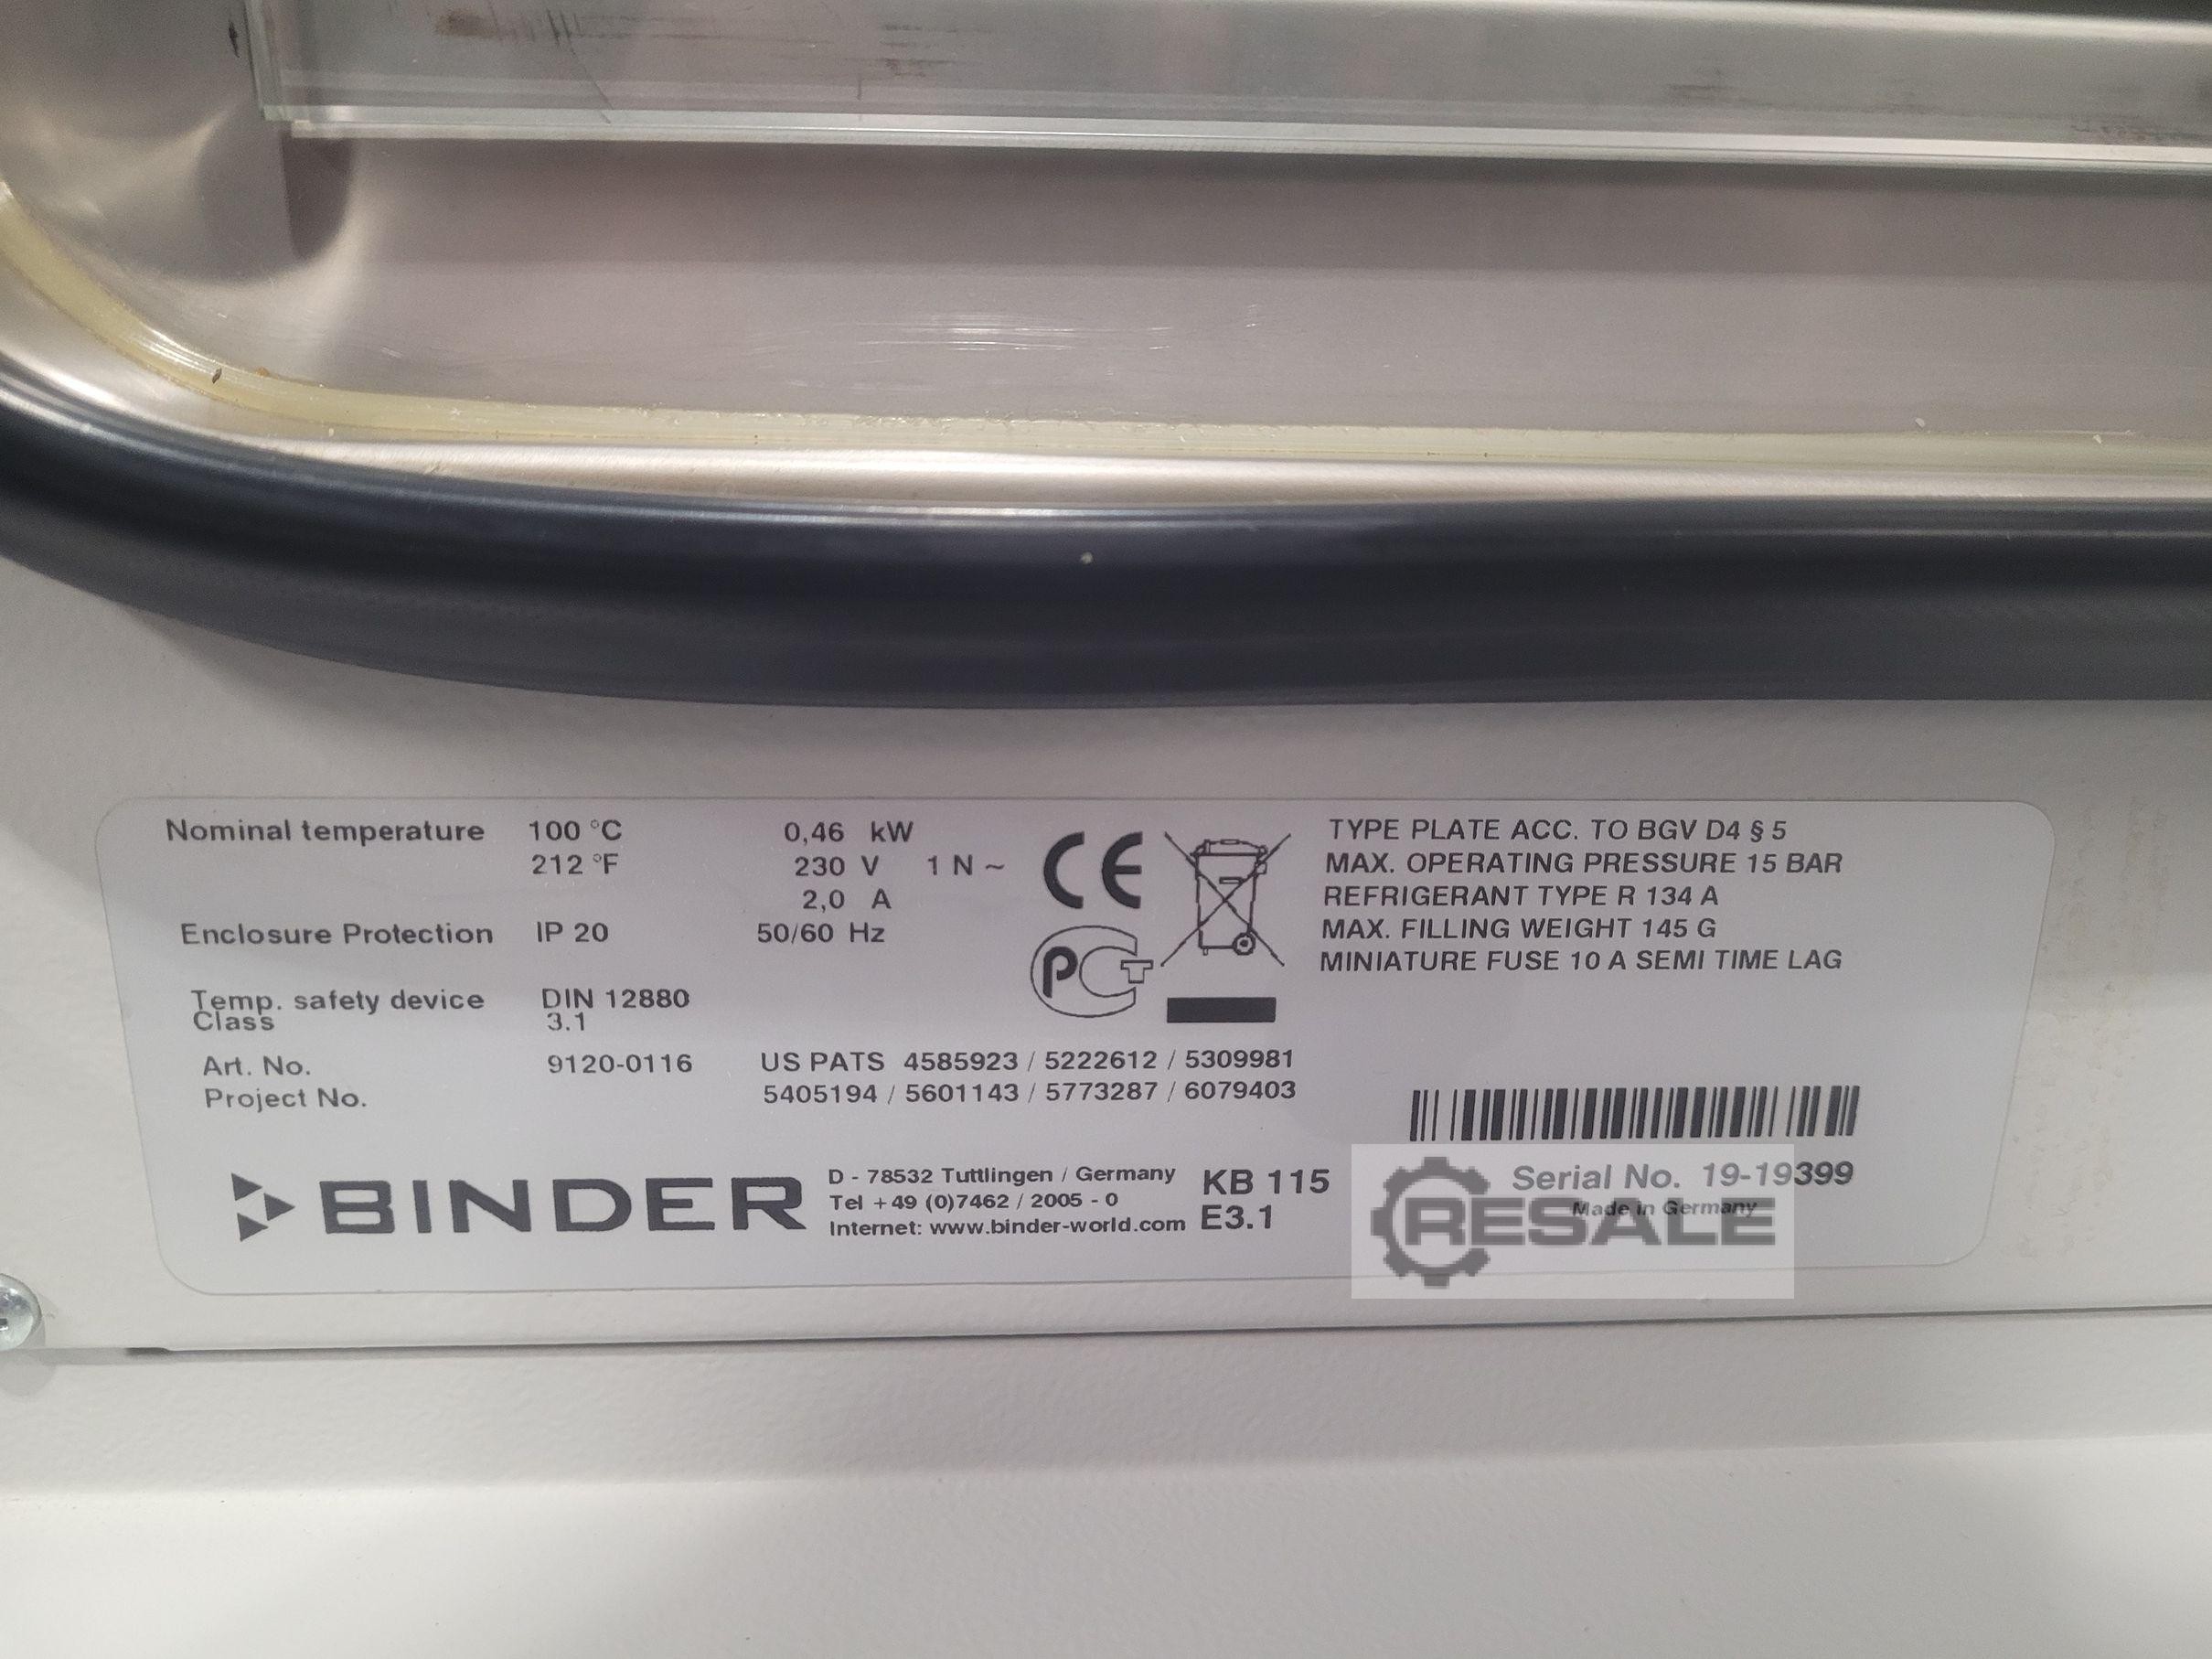 Nominal temperature 100 °C 0,46 kW
212 °F 230 V 1 N ~
2,0 A
Enclosure Protection IP 20 50/60 Hz
Temp. safety device DIN 12880
Class 3.1
Art. No. 9120-0116
Project No.
CE
PCT
US PATS 4585923 / 5222612 / 5309981
5405194 / 5601143 / 5773287 / 6079403
TYPE PLATE ACC. TO BGV D4 § 5
MAX. OPERATING PRESSURE 15 BAR
REFRIGERANT TYPE R 134 A
MAX. FILLING WEIGHT 145 G
MINIATURE FUSE 10 A SEMI TIME LAG
BINDER
D - 78532 Tuttlingen / Germany
Tel +49 (0)7462 / 2005 - 0
Internet: www.binder-world.com
KB 115
E3.1
Serial No. 19-19399
Made in Germany
RESALE